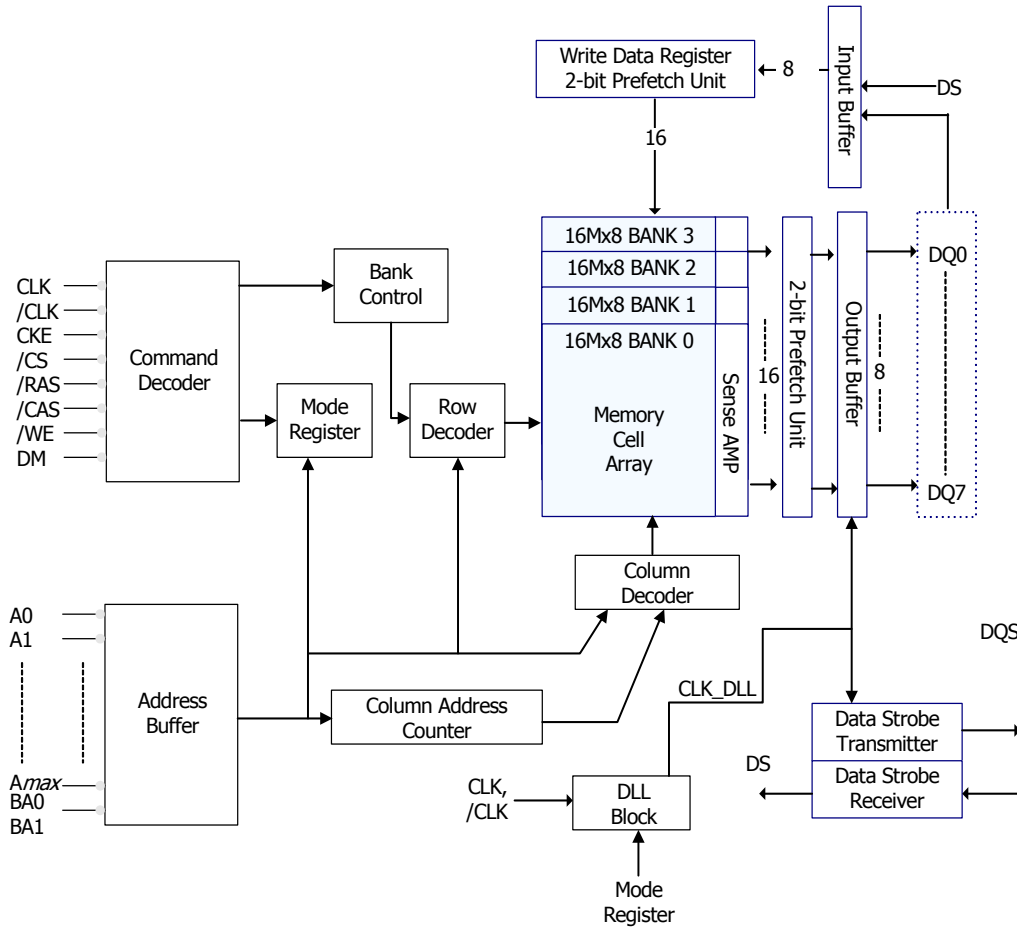 Write Data Register
2-bit Prefetch Unit
8
Input Buffer
DS
16
16Mx8 BANK 3
16Mx8 BANK 2
16Mx8 BANK 1
16Mx8 BANK 0
Memory
Cell
Array
Sense AMP
16
2-bit Prefetch Unit
Output Buffer
8
DQ0
DQ7
Bank
Control
CLK
/CLK
CKE
/CS
/RAS
/CAS
/WE
DM
Command
Decoder
Mode
Register
Row
Decoder
Column
Decoder
A0
A1
Amax
BA0
BA1
Address
Buffer
Column Address
Counter
CLK_DLL
DQS
Data Strobe
Transmitter
Data Strobe
Receiver
DS
CLK,
/CLK
DLL
Block
Mode
Register